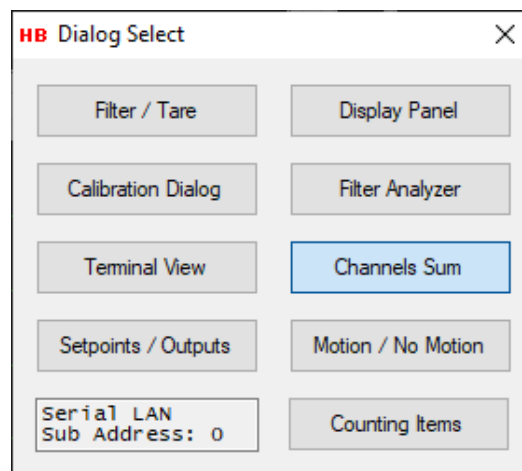 HB Dialog Select
Filter / Tare
Display Panel
Calibration Dialog
Filter Analyzer
Terminal View
Channels Sum
Setpoints / Outputs
Motion / No Motion
Serial LAN
Sub Address: 0
Counting Items